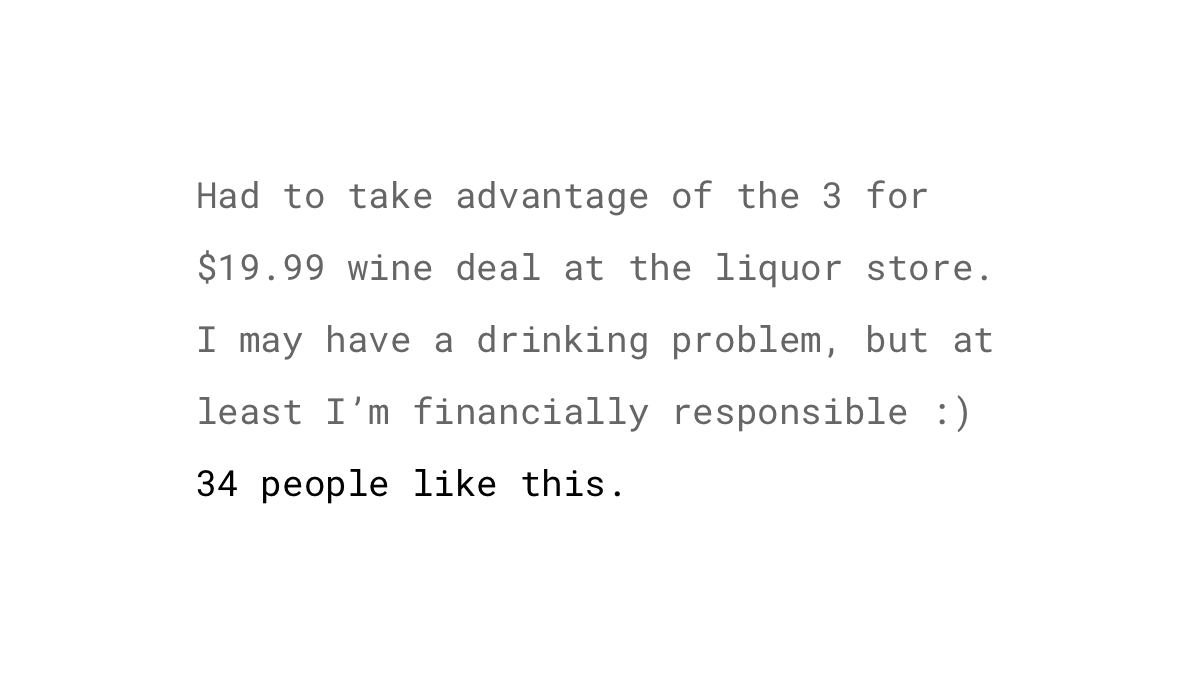 Had to take advantage of the 3 for
$19.99 wine deal at the liquor store.
I may have a drinking problem, but at
least I’m financially responsible :)
34 people like this.